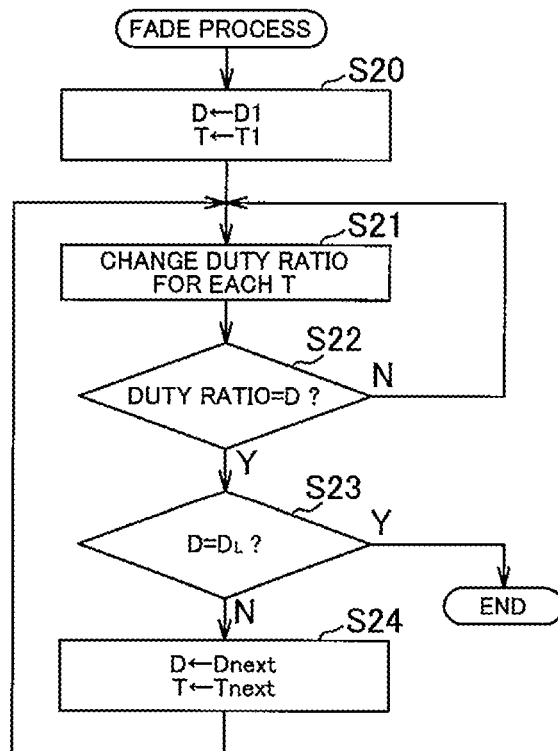 FADE PROCESS
S20
D←D1
T←T1
S21
CHANGE DUTY RATIO
FOR EACH T
S22
DUTY RATIO=D ?
N
Y
S23
D=DL ?
Y
N
END
S24
D←Dnext
T←Tnext